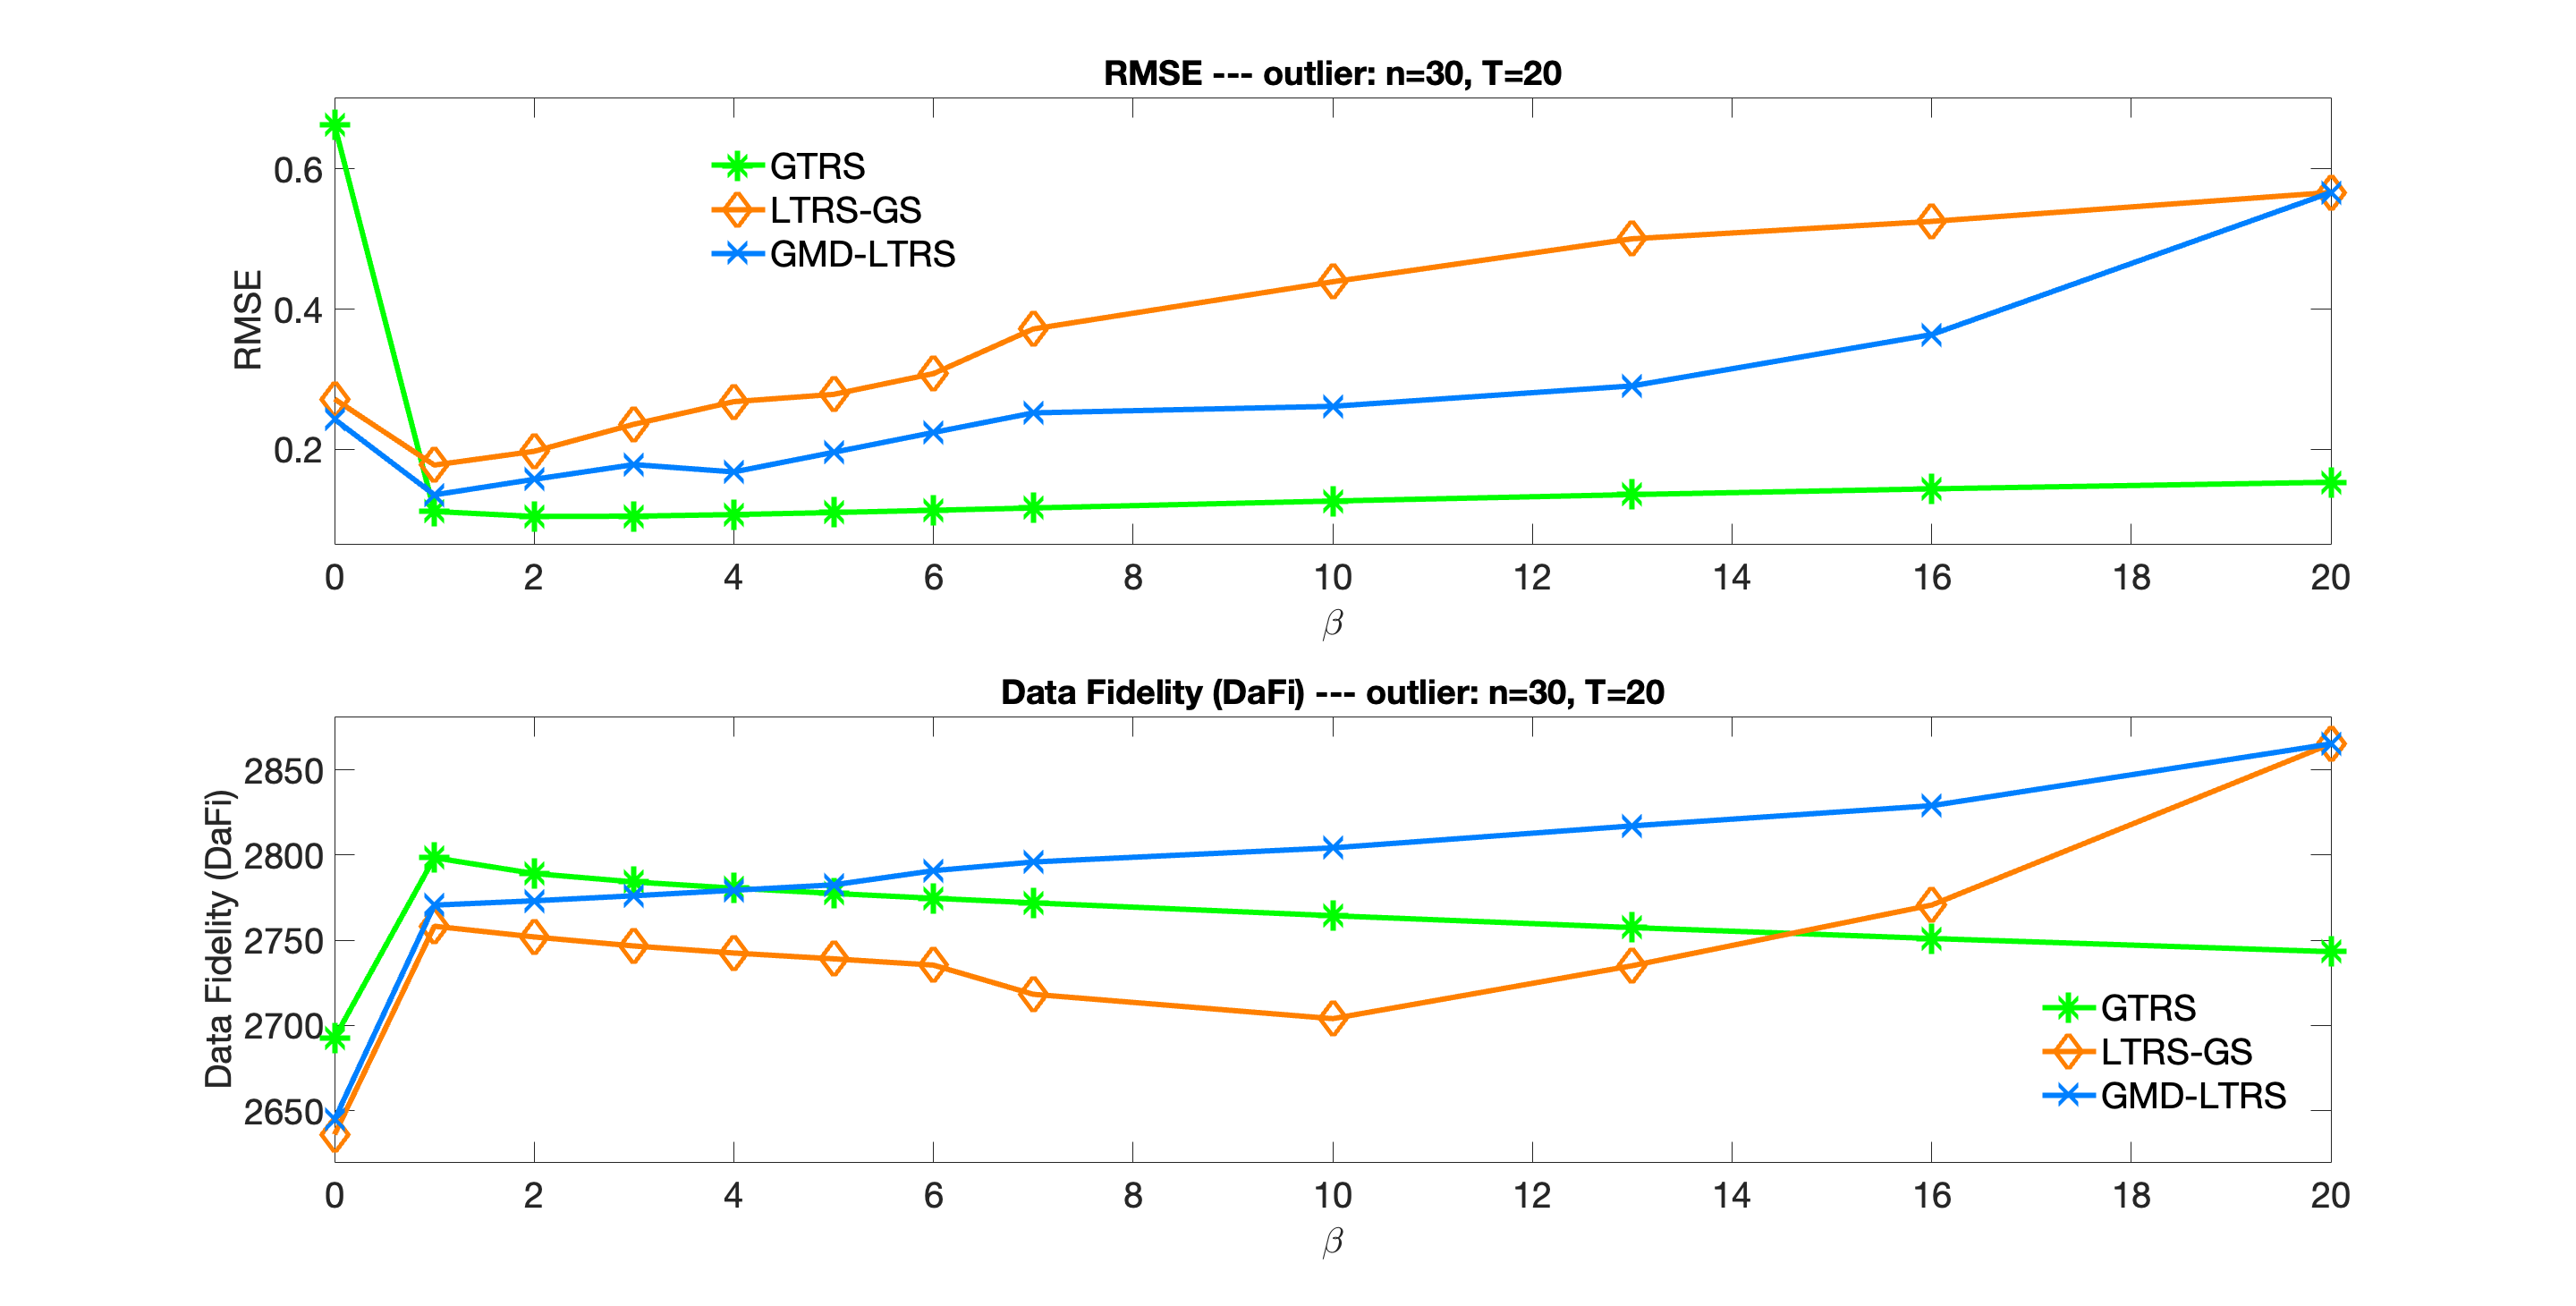 RMSE --- outlier: n=30, T=20
GTRS
LTRS-GS
GMD-LTRS
RMSE
0.6
0.4
0.2
0 2 4 6 8 10 12 14 16 18 20
β
Data Fidelity (DaFi) --- outlier: n=30, T=20
Data Fidelity (DaFi)
2850
2800
2750
2700
2650
GTRS
LTRS-GS
GMD-LTRS
0 2 4 6 8 10 12 14 16 18 20
β